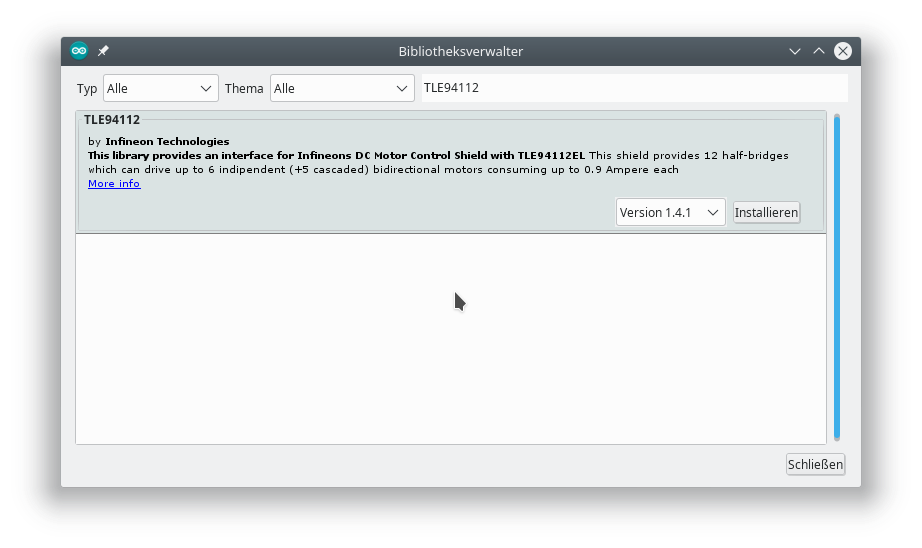 Bibliotheksverwalter
Typ Alle Thema Alle TLE94112
TLE94112
by Infineon Technologies
This library provides an interface for Infineons DC Motor Control Shield with TLE94112EL This shield provides 12 half-bridges
which can drive up to 6 indipendent (+5 cascaded) bidirectional motors consuming up to 0.9 Ampere each
More info
Version 1.4.1 Installieren
Schließen